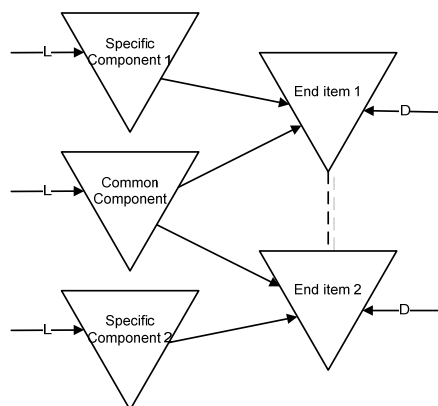 L
Specific
Component 1
End item 1
D
L
Common
Component
L
Specific
Component 2
End item 2
D